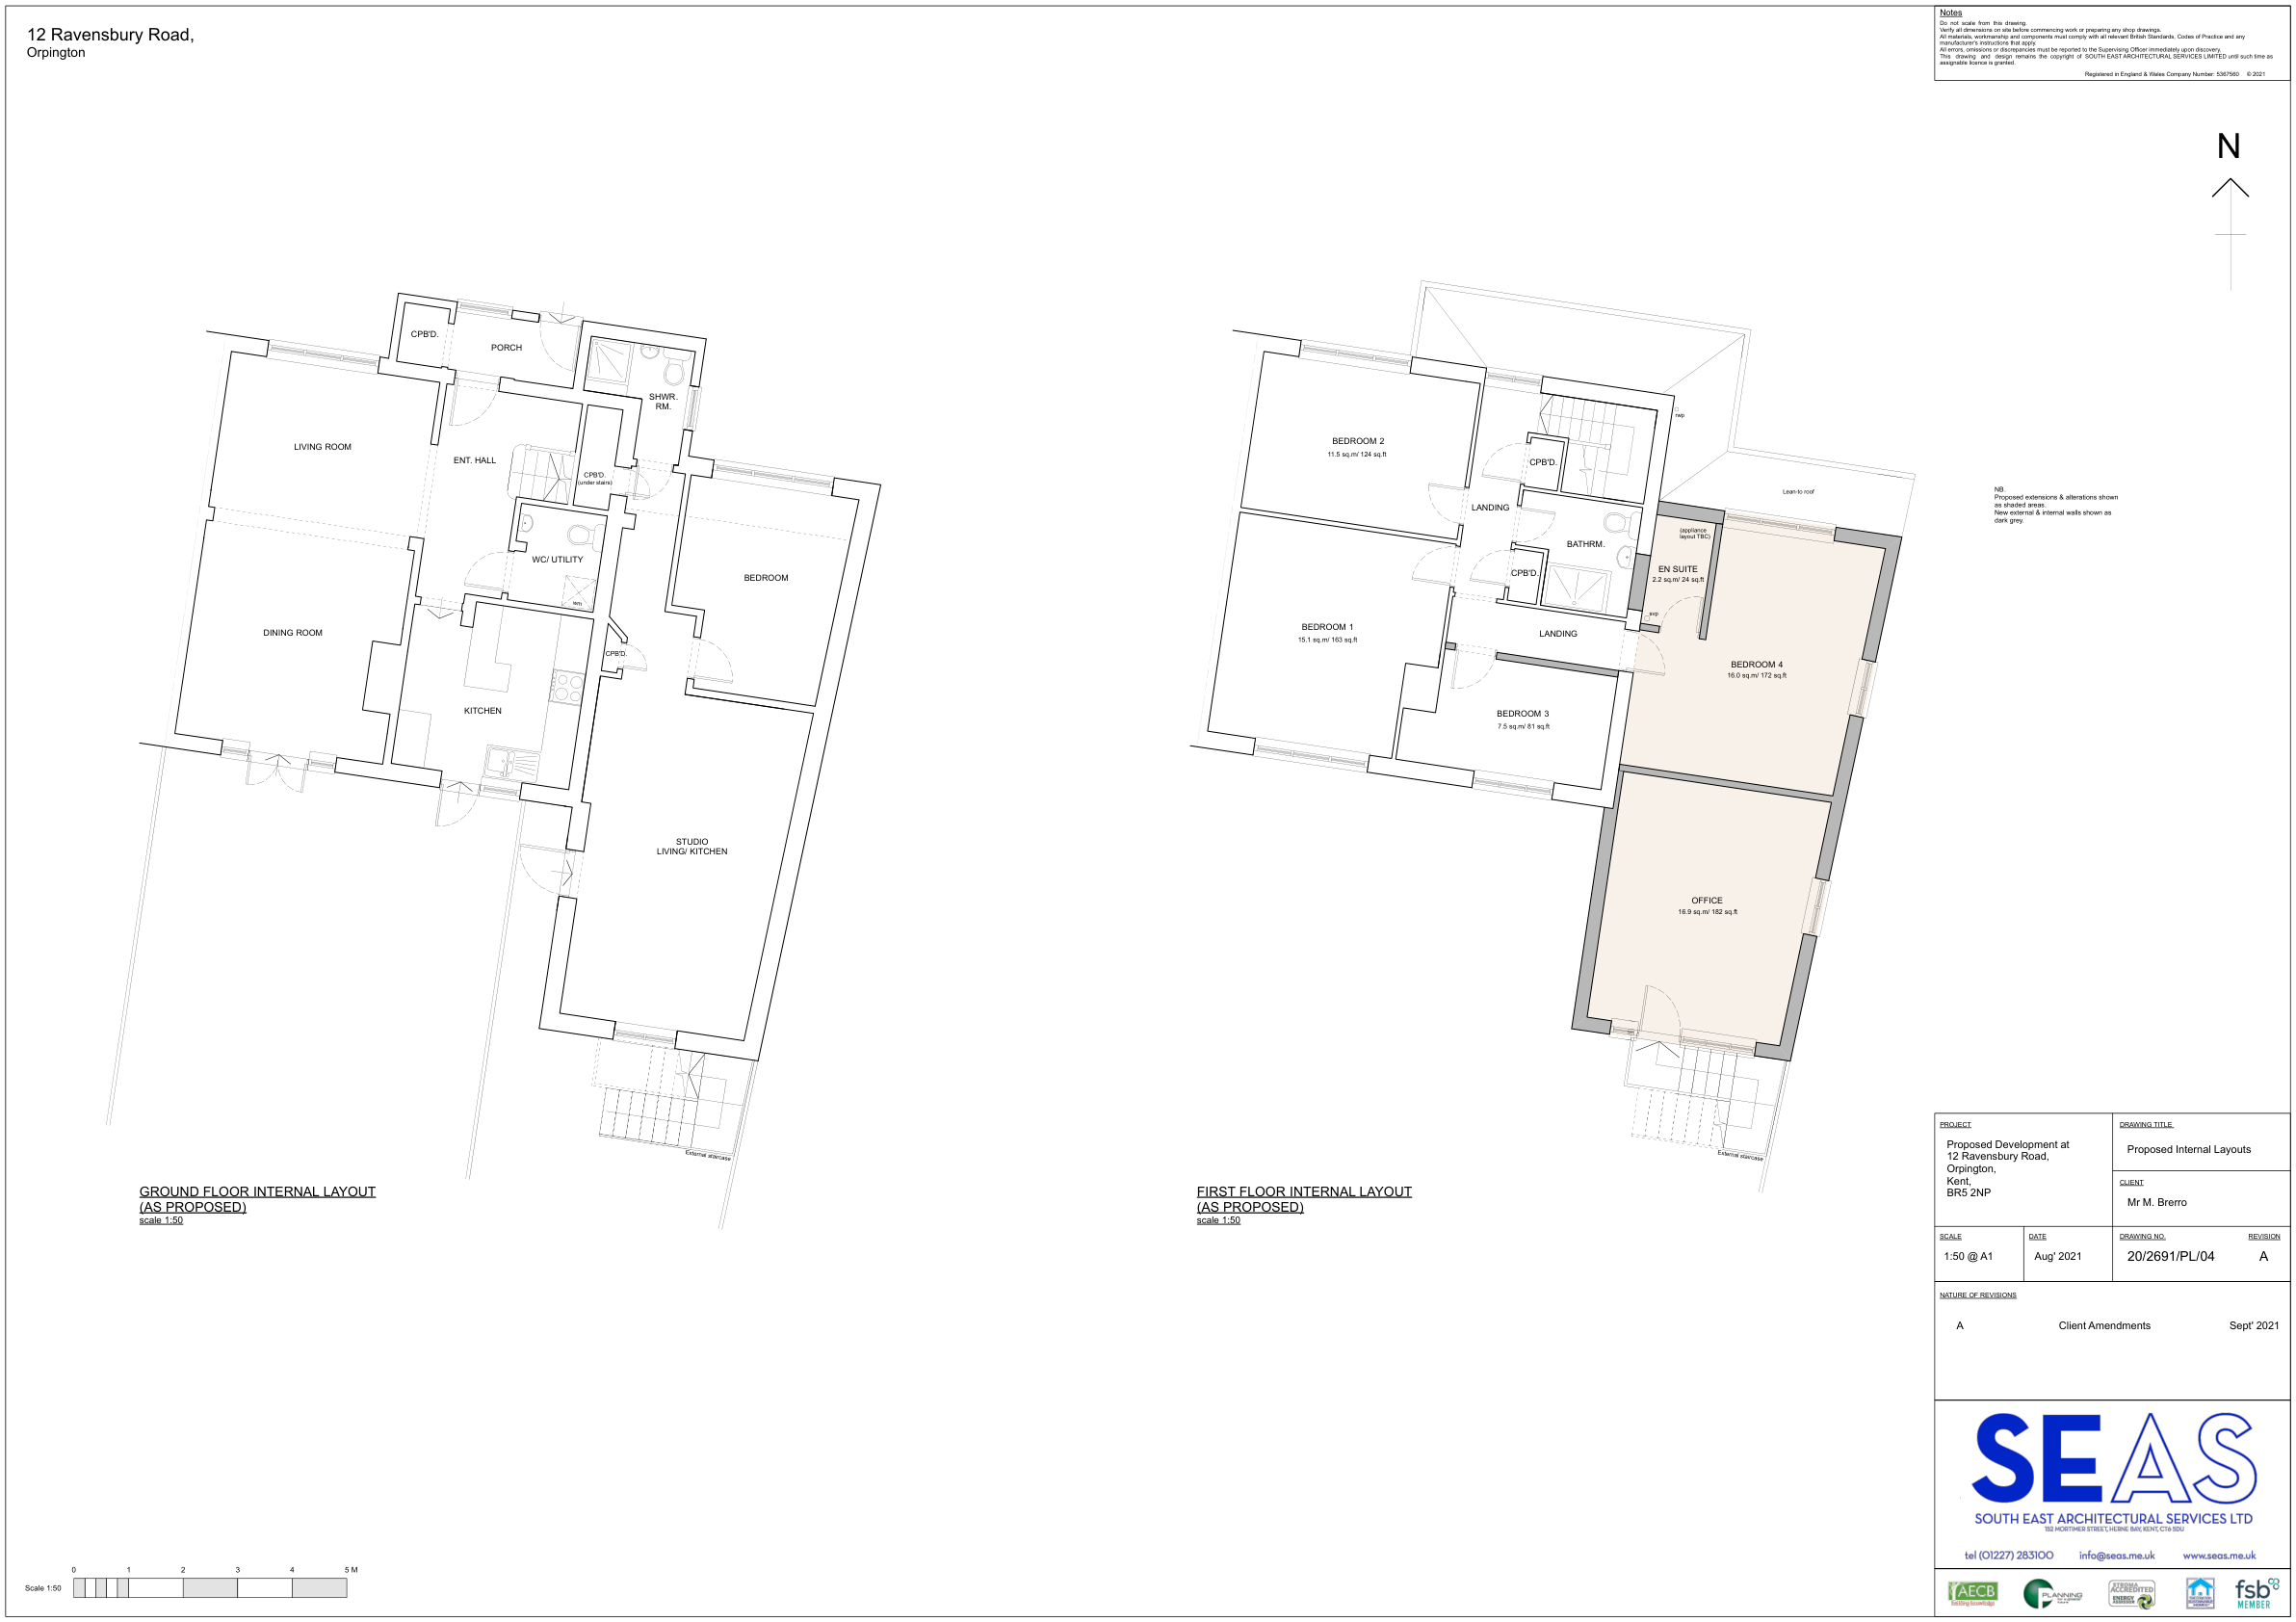 12 Ravensbury Road,
Orpington
Notes
Do not scale from this drawing.
Verify all dimensions on site before commencing work or preparing any shop drawings.
All materials, workmanship and components must comply with all relevant British Standards, Codes of Practice and any
manufacturer's instructions that apply.
All errors, omissions or discrepancies must be reported to the Supervising Officer immediately upon discovery.
This drawing and design remains the copyright of SOUTH EAST ARCHITECTURAL SERVICES LIMITED until such time as
assignable licence is granted.
Registered in England & Wales Company Number: 5367560 © 2021
N
CPB'D.
PORCH
SHWR.
RM.
LIVING ROOM
ENT. HALL
CPB'D.
(under stairs)
WC/ UTILITY
wm
BEDROOM
DINING ROOM
CPB'D.
KITCHEN
STUDIO
LIVING/ KITCHEN
External staircase
GROUND FLOOR INTERNAL LAYOUT
(AS PROPOSED)
scale 1:50
rwp
BEDROOM 2
11.5 sq.m/ 124 sq.ft
CPB'D.
Lean-to roof
LANDING
(appliance
layout TBC)
BATHRM.
EN SUITE
2.2 sq.m/ 24 sq.ft
CPB'D.
svp
BEDROOM 1
15.1 sq.m/ 163 sq.ft
LANDING
BEDROOM 4
16.0 sq.m/ 172 sq.ft
BEDROOM 3
7.5 sq.m/ 81 sq.ft
OFFICE
16.9 sq.m/ 182 sq.ft
External staircase
FIRST FLOOR INTERNAL LAYOUT
(AS PROPOSED)
scale 1:50
NB.
Proposed extensions & alterations shown
as shaded areas.
New external & internal walls shown as
dark grey.
PROJECT
Proposed Development at
12 Ravensbury Road,
Orpington,
Kent,
BR5 2NP
DRAWING TITLE
Proposed Internal Layouts
CLIENT
Mr M. Brerro
SCALE
1:50 @ A1
DATE
Aug' 2021
DRAWING NO.
20/2691/PL/04
REVISION
A
NATURE OF REVISIONS
A Client Amendments Sept' 2021
SEAS
SOUTH EAST ARCHITECTURAL SERVICES LTD
152 MORTIMER STREET, HERNE BAY, KENT, CT6 5DU
tel (01227) 283100 info@seas.me.uk www.seas.me.uk
AECB
building knowledge
PLANNING
STROMA
ACCREDITED
ENERGY
ASSESSOR
fsb
MEMBER
Scale 1:50
0 1 2 3 4 5 M